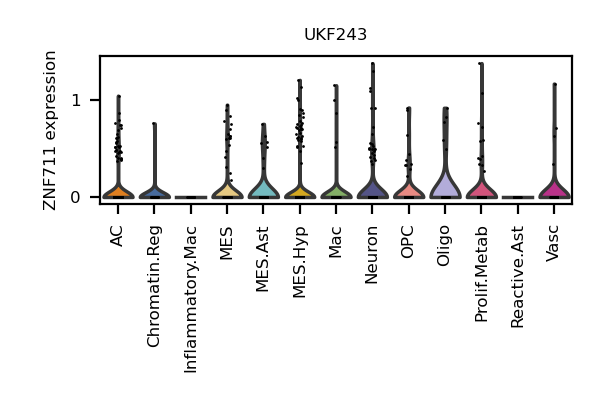 UKF243
ZNF711 expression
1
0
AC
Chromatin.Reg
Inflammatory.Mac
MES
MES.Ast
MES.Hyp
Mac
Neuron
OPC
Oligo
Prolif.Metab
Reactive.Ast
Vasc